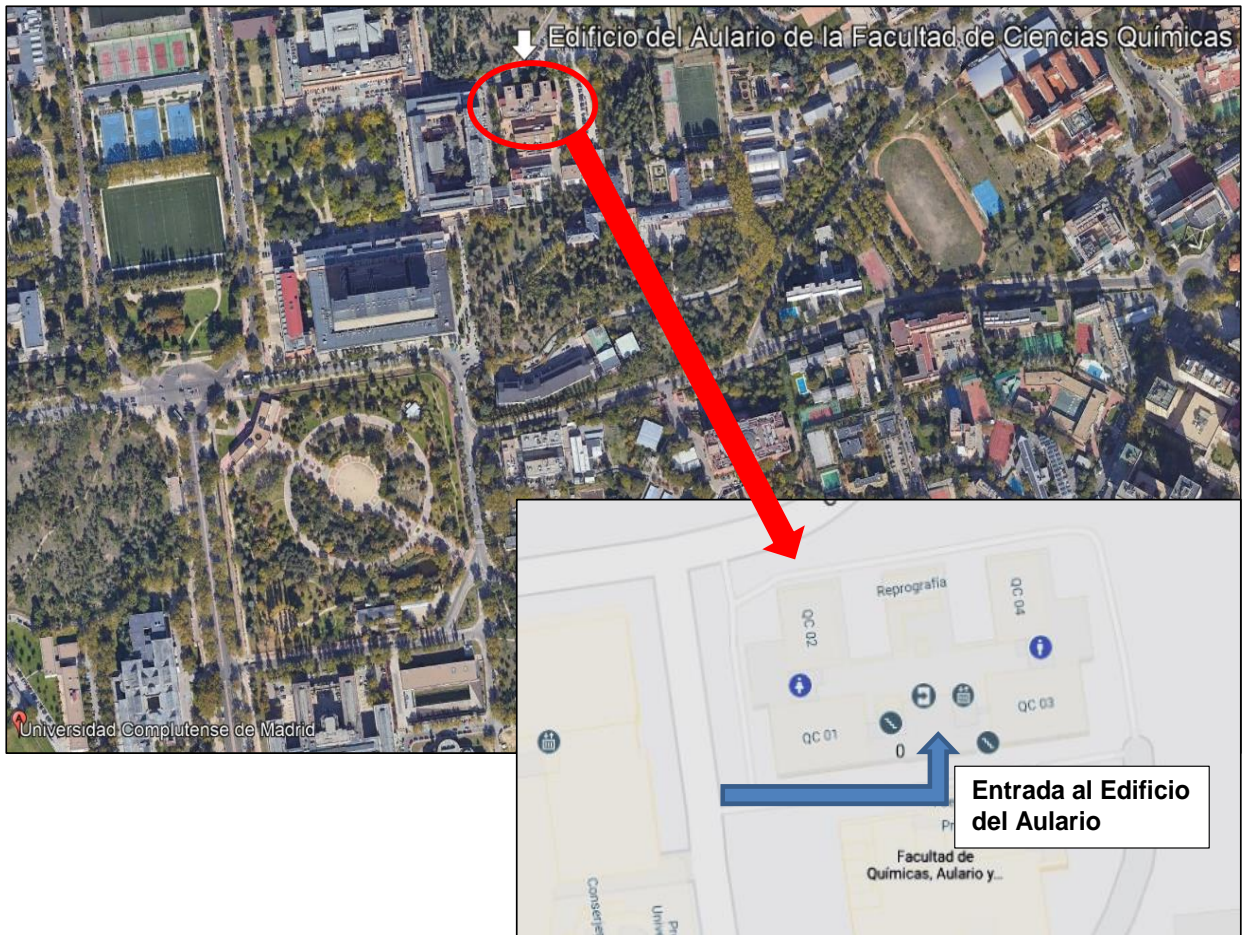 Edificio del Aulario de la Facultad de Ciencias Químicas
Universidad Complutense de Madrid
Reprografía
QC 02
QC 04
QC 01
QC 03
0
Entrada al Edificio
del Aulario
Facultad de
Químicas, Aulario y...